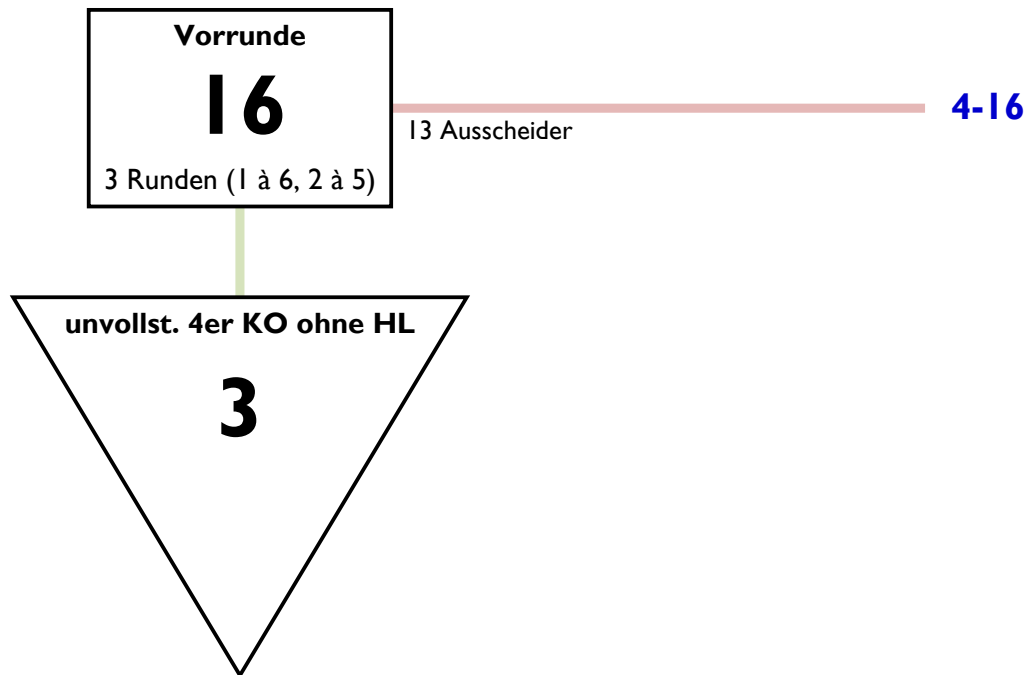 Vorrunde
16
3 Runden (1 à 6, 2 à 5)
13 Ausscheider
4-16
unvollst. 4er KO ohne HL
3